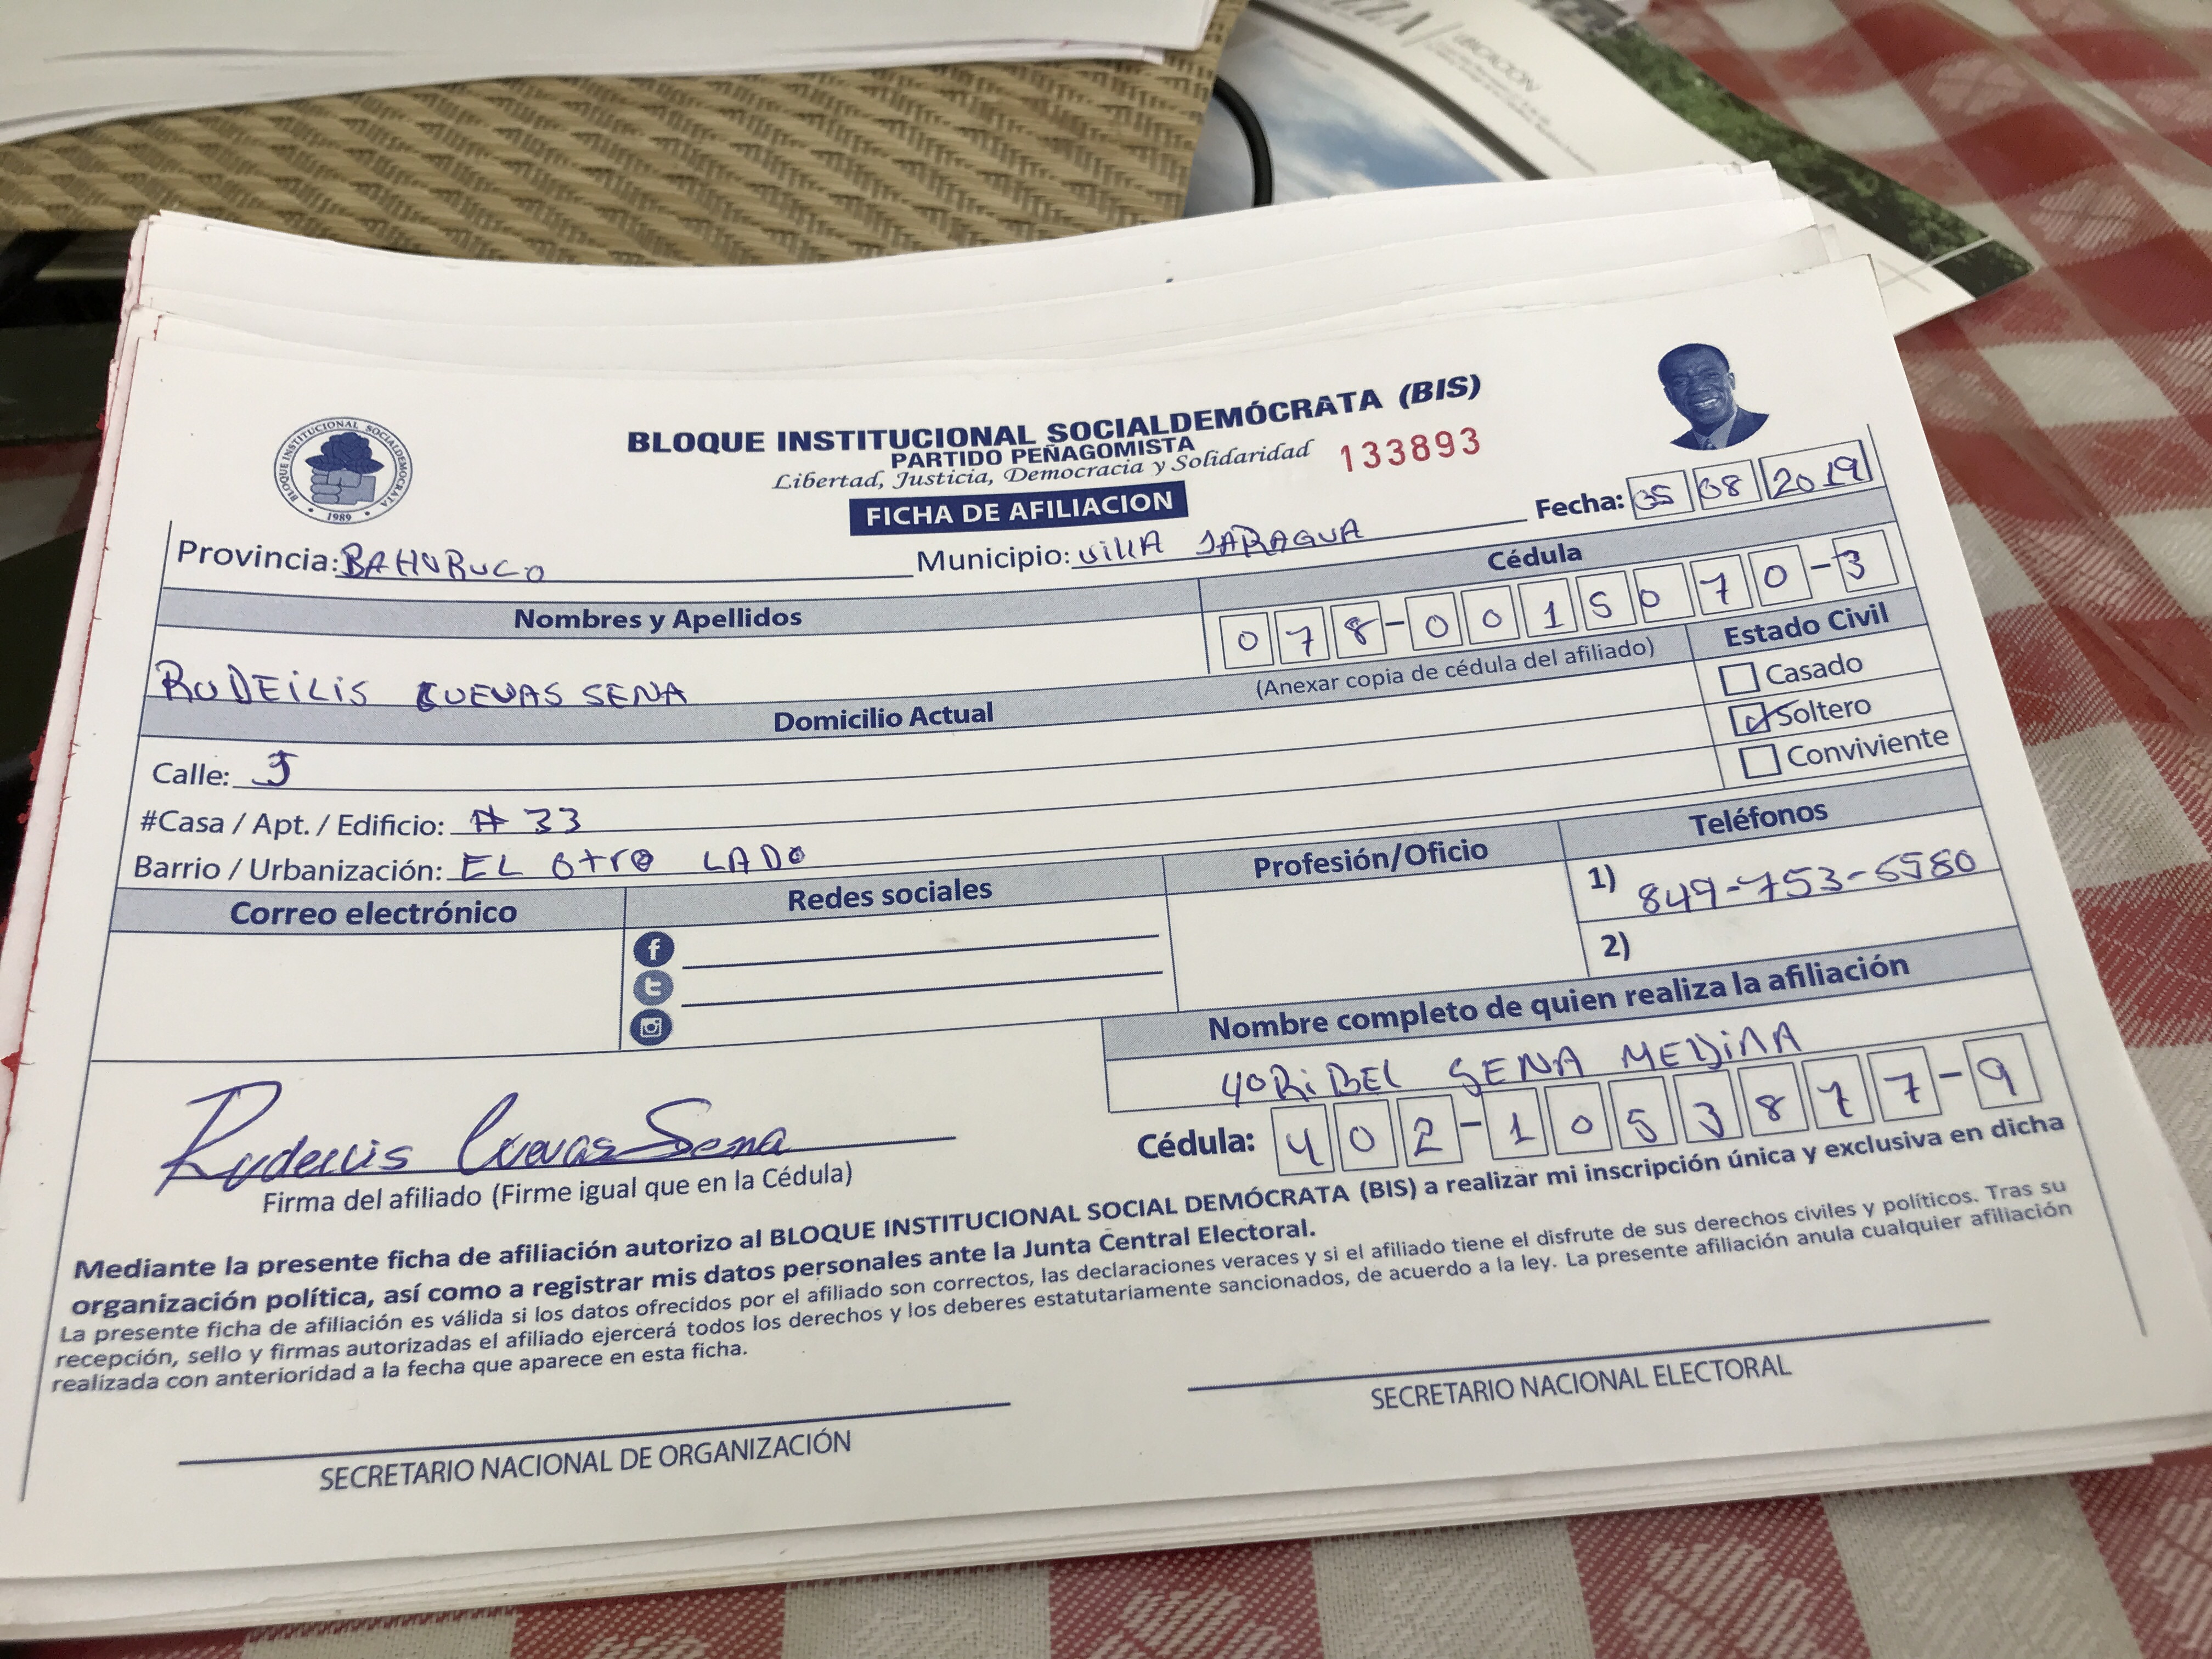 IZZA | UBICACIÓN
BLOQUE INSTITUCIONAL SOCIALDEMOCRATA
1989
BLOQUE INSTITUCIONAL SOCIALDEMÓCRATA (BIS)
PARTIDO PEÑAGOMISTA
Libertad, Justicia, Democracia y Solidaridad
133893
FICHA DE AFILIACION
Fecha: 05 08 2019
Provincia: BAHORUCO
Municipio: VillA JARAGUA
Nombres y Apellidos
Cédula
RUDEILIS CUEVAS SENA
078-0015070-3
(Anexar copia de cédula del afiliado)
Estado Civil
Casado
Soltero
Conviviente
Domicilio Actual
Calle: J
#Casa / Apt. / Edificio: # 33
Barrio / Urbanización: EL OtrO LADO
Correo electrónico
Redes sociales
Profesión/Oficio
Teléfonos
1) 849-753-6980
2)
Nombre completo de quien realiza la afiliación
YORiBEL SENA MEDiNA
Cédula: 402-1053877-9
Rudeilis Cuevas Sena
Firma del afiliado (Firme igual que en la Cédula)
Mediante la presente ficha de afiliación autorizo al BLOQUE INSTITUCIONAL SOCIAL DEMÓCRATA (BIS) a realizar mi inscripción única y exclusiva en dicha
organización política, así como a registrar mis datos personales ante la Junta Central Electoral.
La presente ficha de afiliación es válida si los datos ofrecidos por el afiliado son correctos, las declaraciones veraces y si el afiliado tiene el disfrute de sus derechos civiles y políticos. Tras su
recepción, sello y firmas autorizadas el afiliado ejercerá todos los derechos y los deberes estatutariamente sancionados, de acuerdo a la ley. La presente afiliación anula cualquier afiliación
realizada con anterioridad a la fecha que aparece en esta ficha.
SECRETARIO NACIONAL DE ORGANIZACIÓN
SECRETARIO NACIONAL ELECTORAL